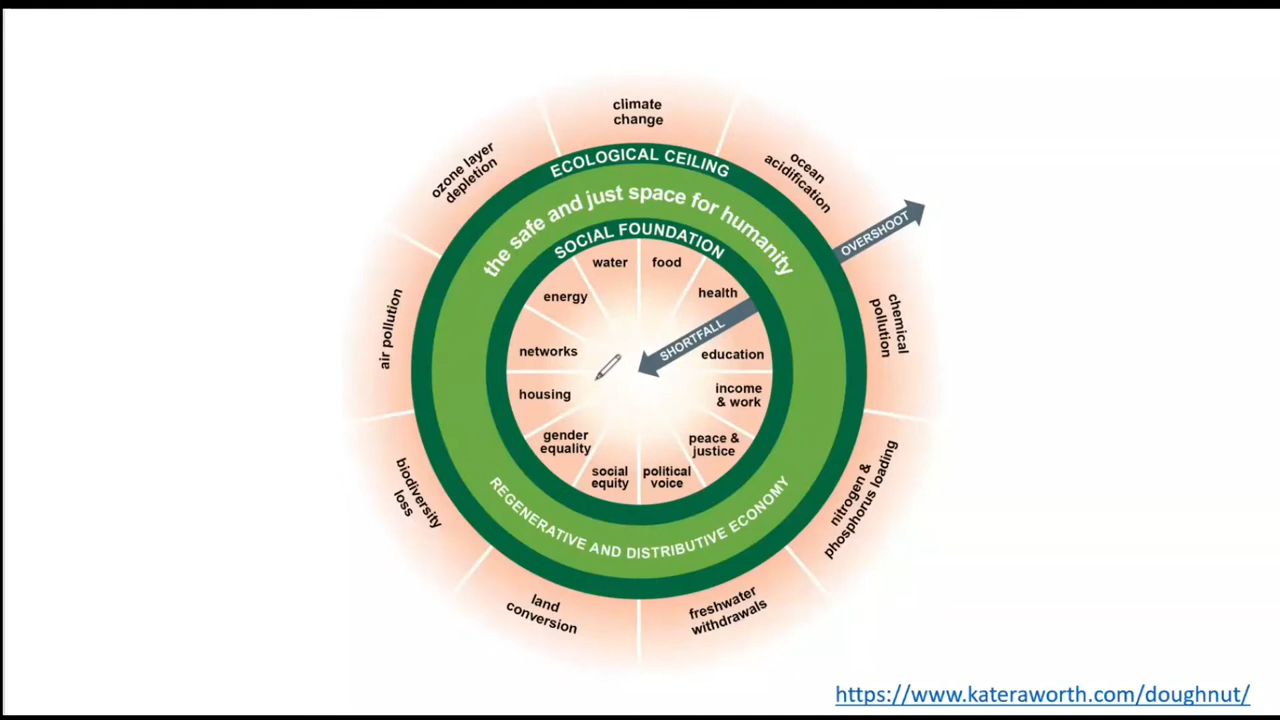 climate
change
ocean
acidification
chemical
pollution
nitrogen &
phosphorus loading
freshwater
withdrawals
land
conversion
biodiversity
loss
air pollution
ozone layer
depletion
ECOLOGICAL CEILING
the safe and just space for humanity
OVERSHOOT
SOCIAL FOUNDATION
water
food
health
SHORTFALL
education
income
& work
peace &
justice
political
voice
social
equity
gender
equality
housing
networks
energy
REGENERATIVE AND DISTRIBUTIVE ECONOMY
https://www.kateraworth.com/doughnut/